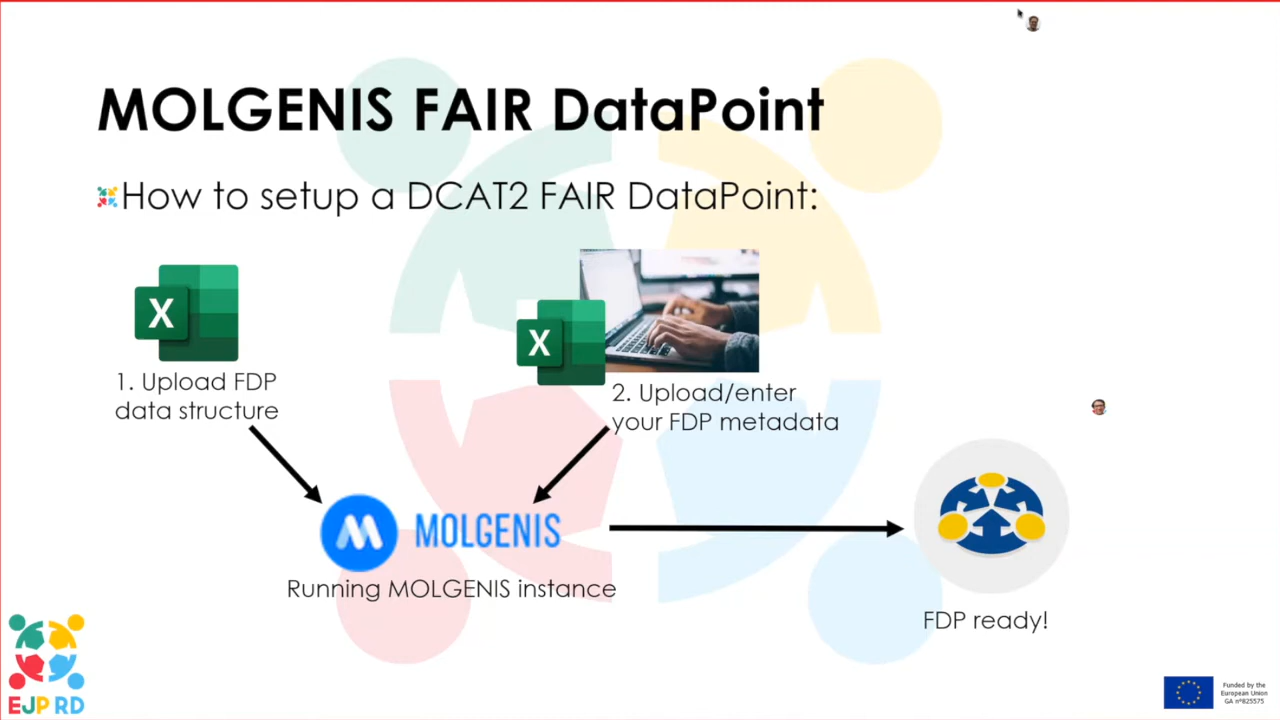 MOLGENIS FAIR DataPoint
How to setup a DCAT2 FAIR DataPoint:
X
X
1. Upload FDP
data structure
2. Upload/enter
your FDP metadata
MOLGENIS
Running MOLGENIS instance
FDP ready!
EJP RD
Funded by the
European Union
GA n°825575